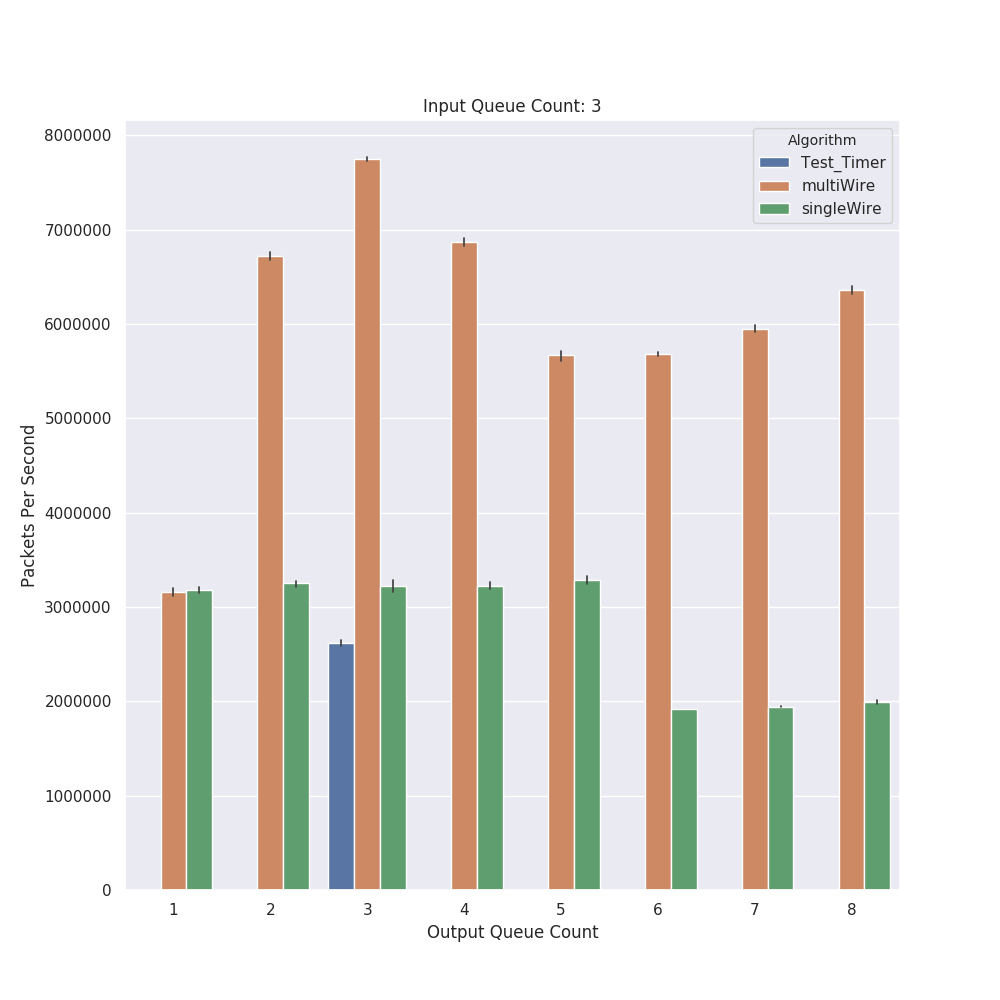 Input Queue Count: 3
8000000
7000000
6000000
5000000
4000000
3000000
2000000
1000000
0
Packets Per Second
Algorithm
Test_Timer
multiWire
singleWire
1 2 3 4 5 6 7 8
Output Queue Count